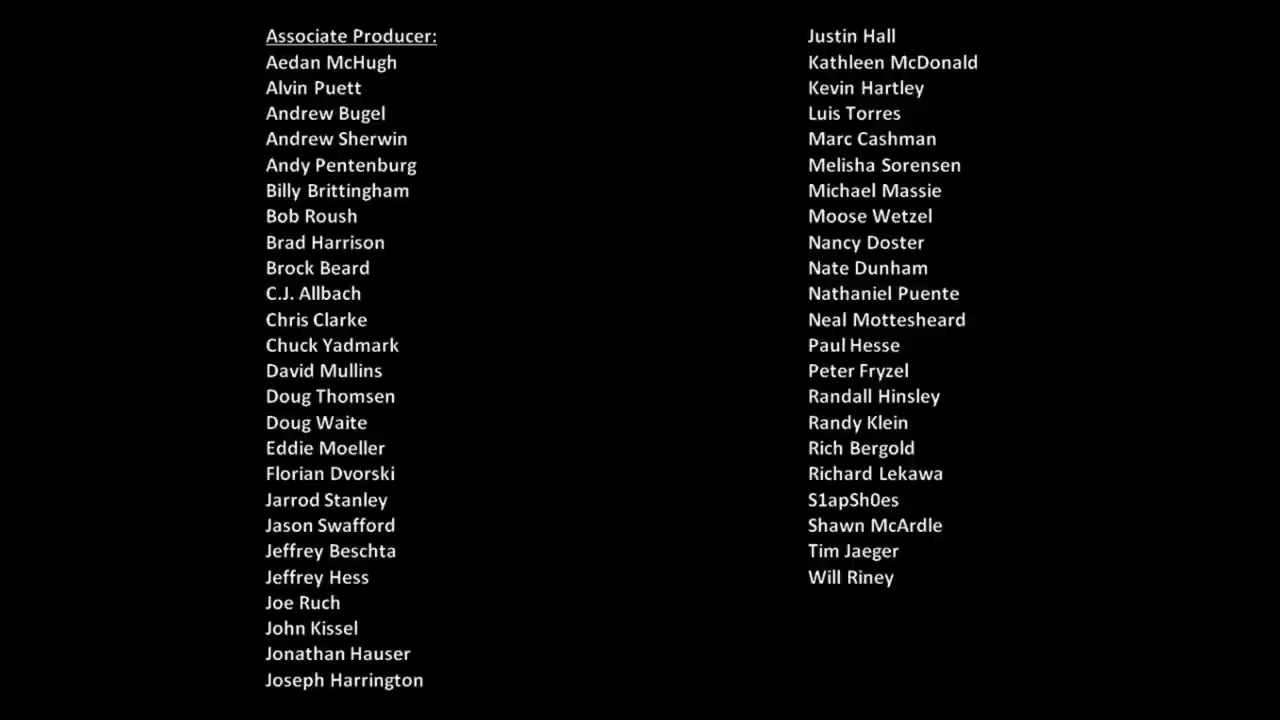 Associate Producer:
Aedan McHugh
Alvin Puett
Andrew Bugel
Andrew Sherwin
Andy Pentenburg
Billy Brittingham
Bob Roush
Brad Harrison
Brock Beard
C.J. Allbach
Chris Clarke
Chuck Yadmark
David Mullins
Doug Thomsen
Doug Waite
Eddie Moeller
Florian Dvorski
Jarrod Stanley
Jason Swafford
Jeffrey Beschta
Jeffrey Hess
Joe Ruch
John Kissel
Jonathan Hauser
Joseph Harrington
Justin Hall
Kathleen McDonald
Kevin Hartley
Luis Torres
Marc Cashman
Melisha Sorensen
Michael Massie
Moose Wetzel
Nancy Doster
Nate Dunham
Nathaniel Puente
Neal Mottesheard
Paul Hesse
Peter Fryzel
Randall Hinsley
Randy Klein
Rich Bergold
Richard Lekawa
S1apSh0es
Shawn McArdle
Tim Jaeger
Will Riney